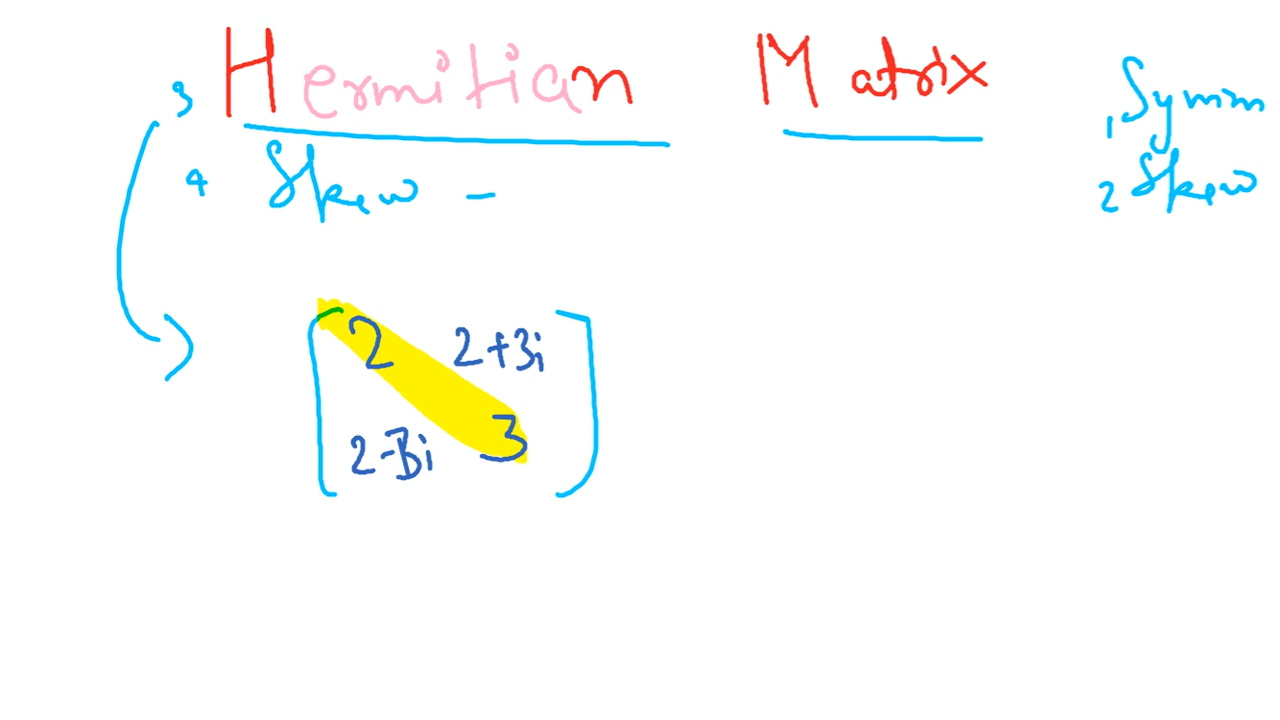 3 Hermitian Matrix
4 Skew -
1 Symm
2 Skew
2 2+3i
2-3i 3